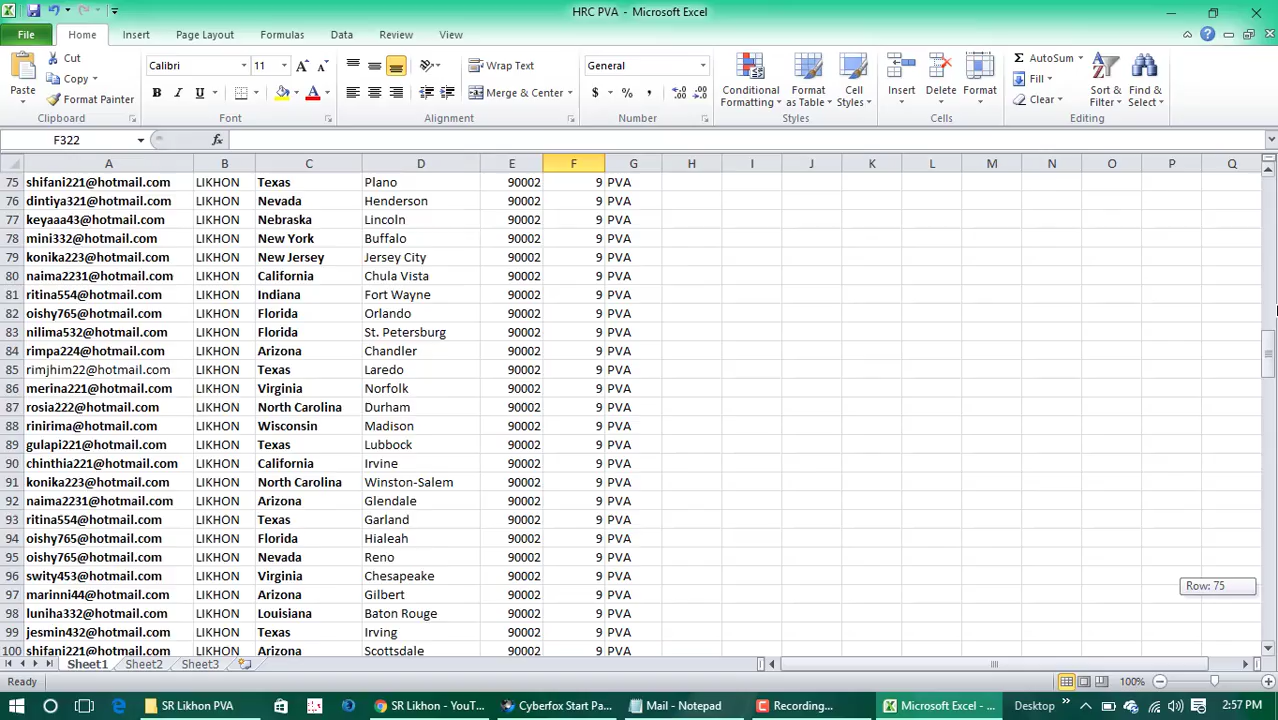 HRC PVA - Microsoft Excel
File Home Insert Page Layout Formulas Data Review View
Paste Cut Copy Format Painter Calibri 11 B I U A Wrap Text Merge & Center General $ % , Conditional Formatting Format as Table Cell Styles Insert Delete Format Σ AutoSum Fill Clear Sort & Filter Find & Select
Clipboard Font Alignment Number Styles Cells Editing
F322 fx
A B C D E F G H I J K L M N O P Q
75 shifani221@hotmail.com LIKHON Texas Plano 90002 9 PVA
76 dintiya321@hotmail.com LIKHON Nevada Henderson 90002 9 PVA
77 keyaaa43@hotmail.com LIKHON Nebraska Lincoln 90002 9 PVA
78 mini332@hotmail.com LIKHON New York Buffalo 90002 9 PVA
79 konika223@hotmail.com LIKHON New Jersey Jersey City 90002 9 PVA
80 naima2231@hotmail.com LIKHON California Chula Vista 90002 9 PVA
81 ritina554@hotmail.com LIKHON Indiana Fort Wayne 90002 9 PVA
82 oishy765@hotmail.com LIKHON Florida Orlando 90002 9 PVA
83 nilima532@hotmail.com LIKHON Florida St. Petersburg 90002 9 PVA
84 rimpa224@hotmail.com LIKHON Arizona Chandler 90002 9 PVA
85 rimjhim22@hotmail.com LIKHON Texas Laredo 90002 9 PVA
86 merina221@hotmail.com LIKHON Virginia Norfolk 90002 9 PVA
87 rosia222@hotmail.com LIKHON North Carolina Durham 90002 9 PVA
88 rinirima@hotmail.com LIKHON Wisconsin Madison 90002 9 PVA
89 gulapi221@hotmail.com LIKHON Texas Lubbock 90002 9 PVA
90 chinthia221@hotmail.com LIKHON California Irvine 90002 9 PVA
91 konika223@hotmail.com LIKHON North Carolina Winston-Salem 90002 9 PVA
92 naima2231@hotmail.com LIKHON Arizona Glendale 90002 9 PVA
93 ritina554@hotmail.com LIKHON Texas Garland 90002 9 PVA
94 oishy765@hotmail.com LIKHON Florida Hialeah 90002 9 PVA
95 oishy765@hotmail.com LIKHON Nevada Reno 90002 9 PVA
96 swity453@hotmail.com LIKHON Virginia Chesapeake 90002 9 PVA
97 marinni44@hotmail.com LIKHON Arizona Gilbert 90002 9 PVA
98 luniha332@hotmail.com LIKHON Louisiana Baton Rouge 90002 9 PVA
99 jesmin432@hotmail.com LIKHON Texas Irving 90002 9 PVA
100 shifani221@hotmail.com LIKHON Arizona Scottsdale 90002 9 PVA
Row: 75
Sheet1 Sheet2 Sheet3
Ready 100%
SR Likhon PVA SR Likhon - YouT... Cyberfox Start Pa... Mail - Notepad Recording... Microsoft Excel - ... Desktop 2:57 PM